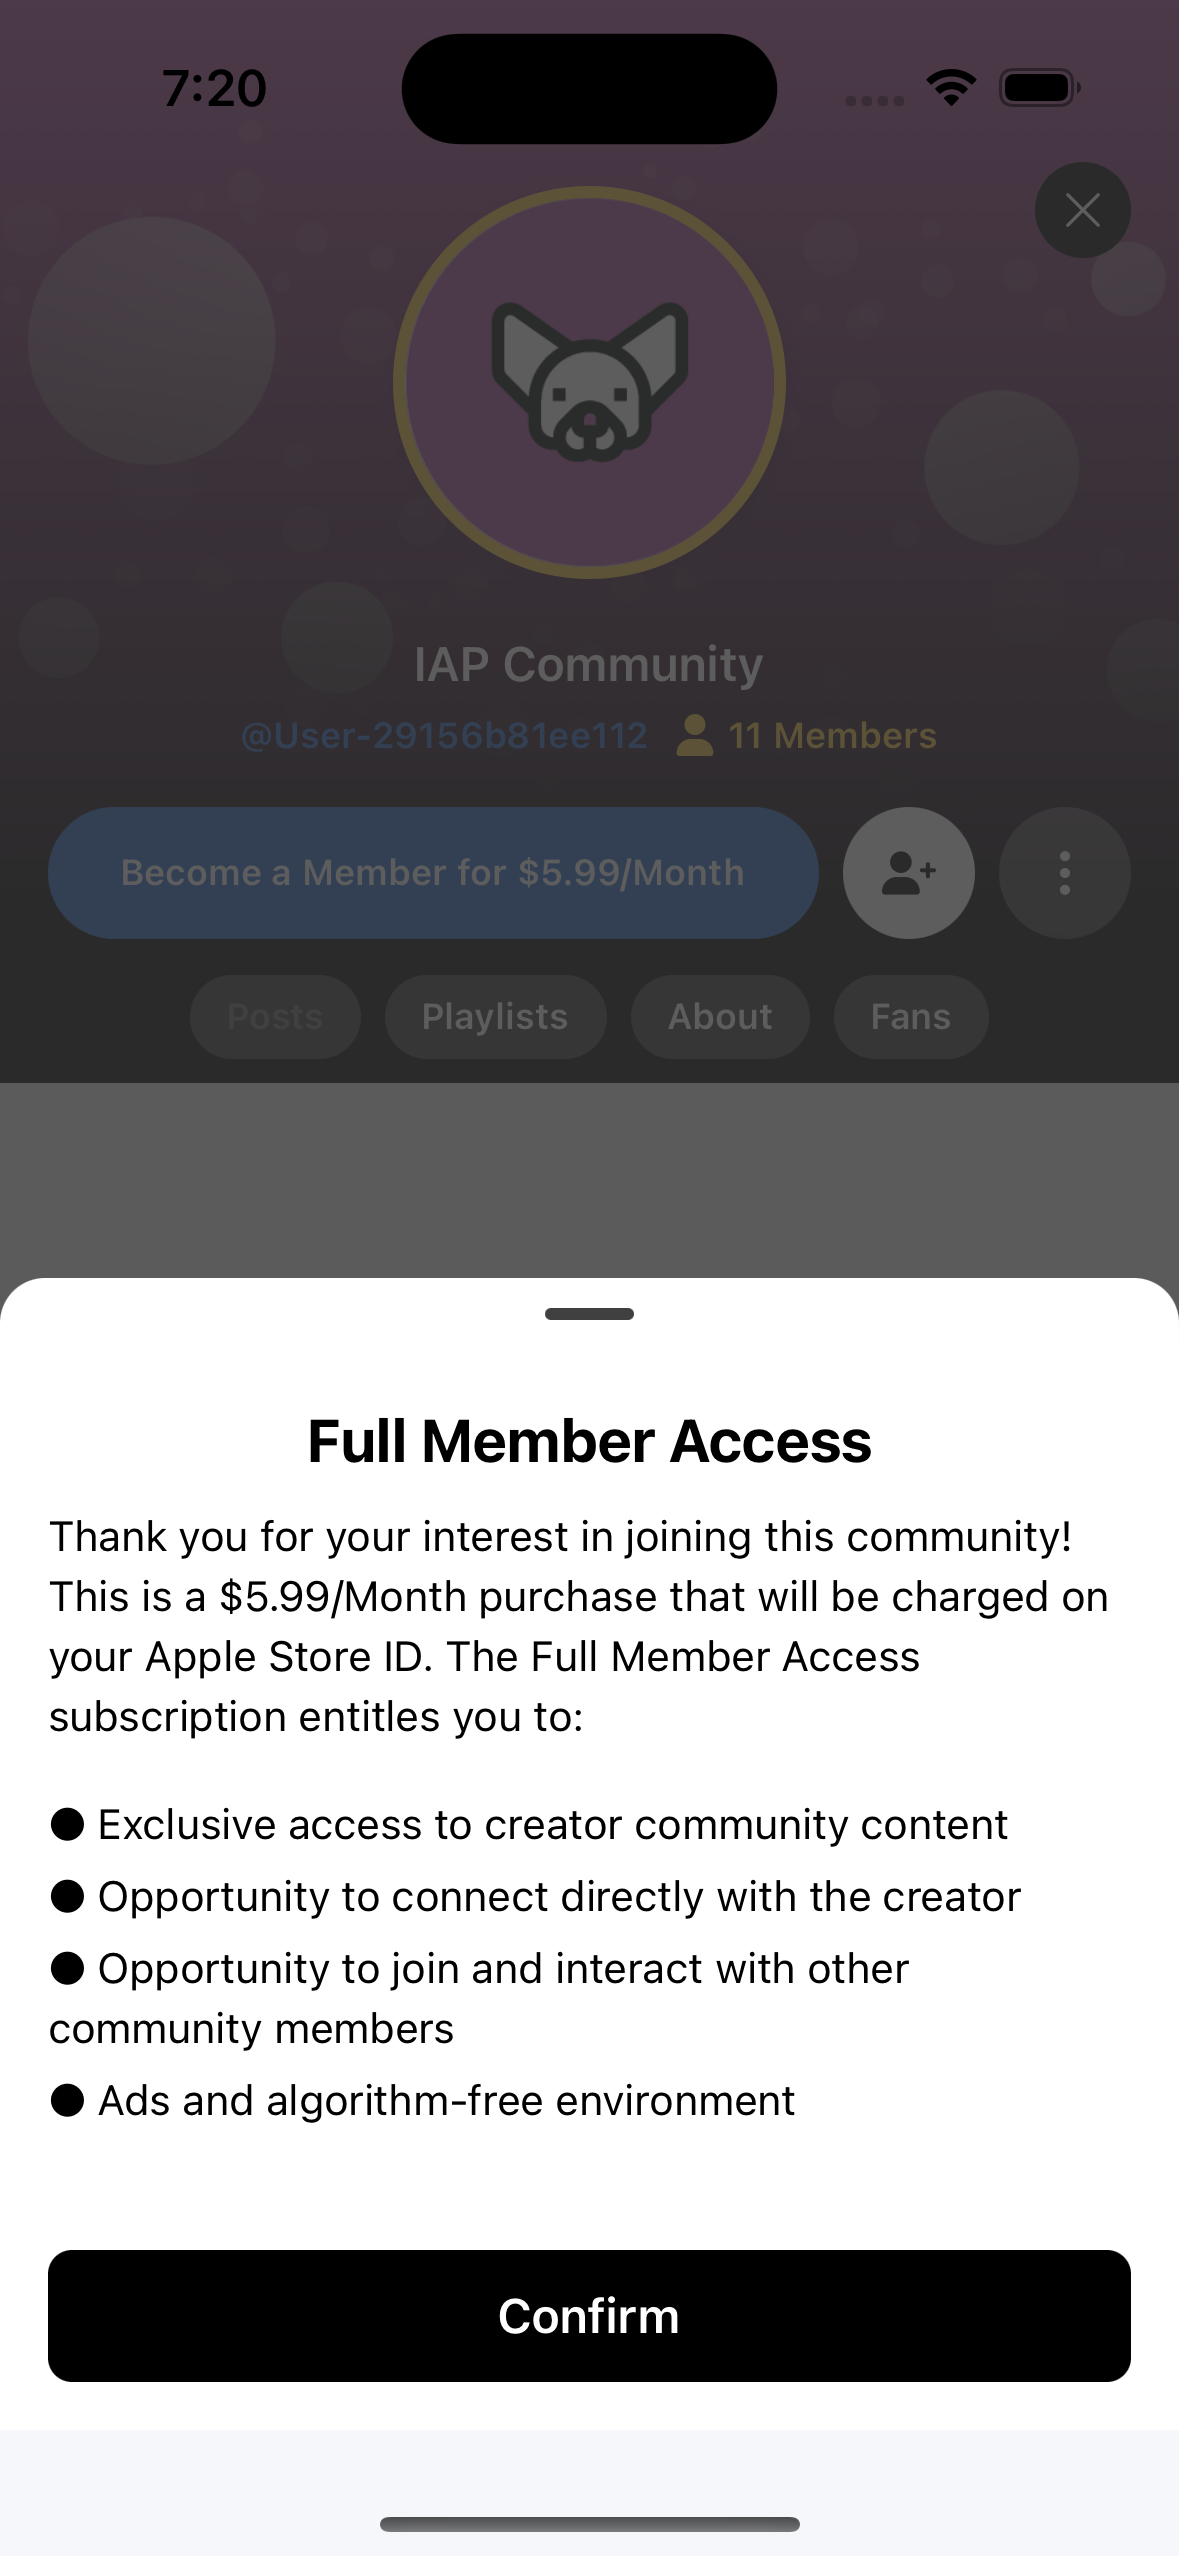 7:20
IAP Community
@User-29156b81ee112 11 Members
Become a Member for $5.99/Month
Posts Playlists About Fans
Full Member Access
Thank you for your interest in joining this community!
This is a $5.99/Month purchase that will be charged on
your Apple Store ID. The Full Member Access
subscription entitles you to:
● Exclusive access to creator community content
● Opportunity to connect directly with the creator
● Opportunity to join and interact with other
community members
● Ads and algorithm-free environment
Confirm